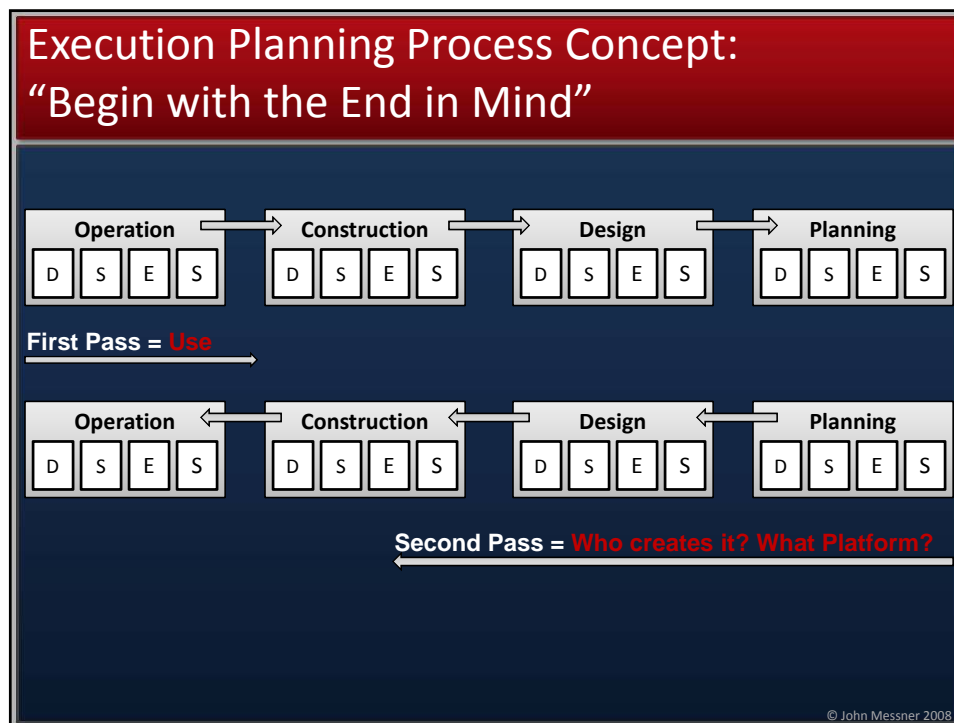 Execution Planning Process Concept:
“Begin with the End in Mind”
Operation Construction Design Planning
D S E S D S E S D S E S D S E S
First Pass = Use
Operation Construction Design Planning
D S E S D S E S D S E S D S E S
Second Pass = Who creates it? What Platform?
© John Messner 2008